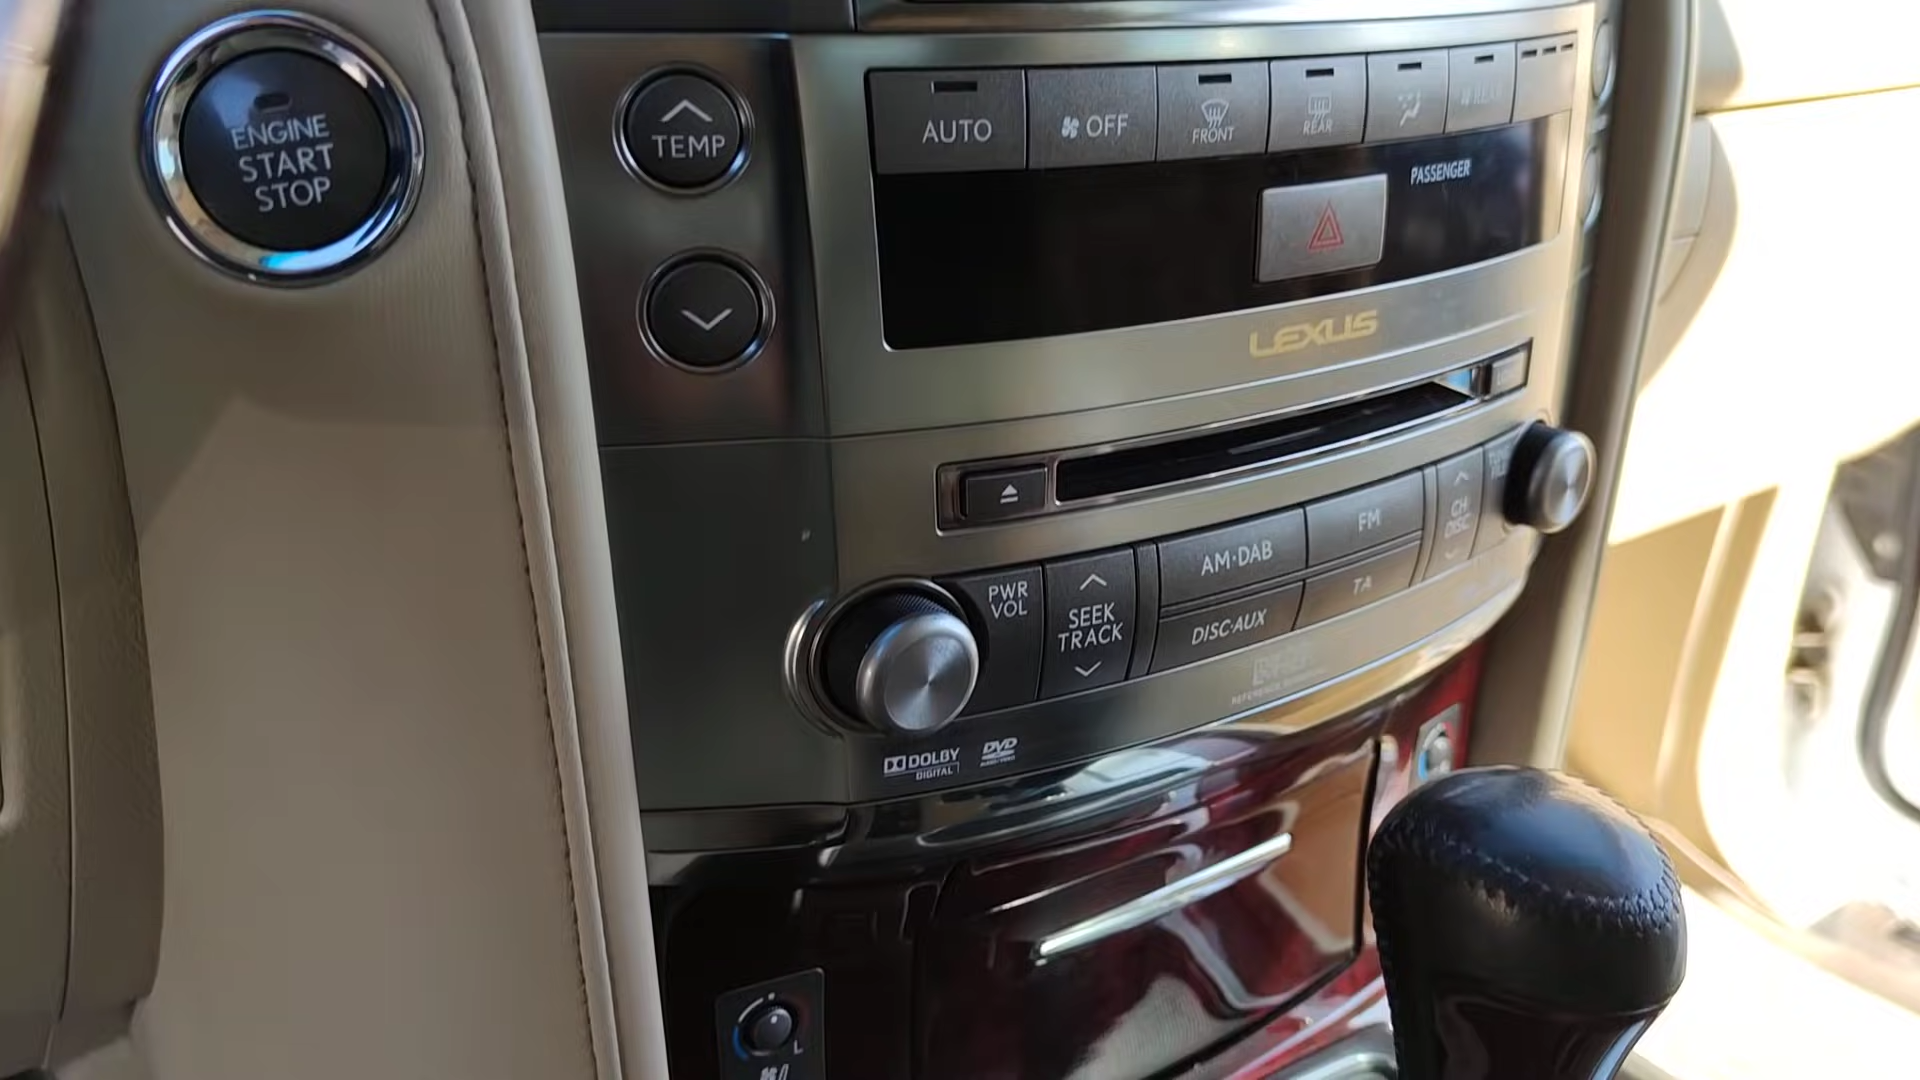 ENGINE
START
STOP
TEMP
AUTO
OFF
FRONT
REAR
PASSENGER
LEXUS
PWR
VOL
SEEK
TRACK
AM·DAB
FM
DISC·AUX
TA
CH
DISC
DOLBY
DIGITAL
DVD
L